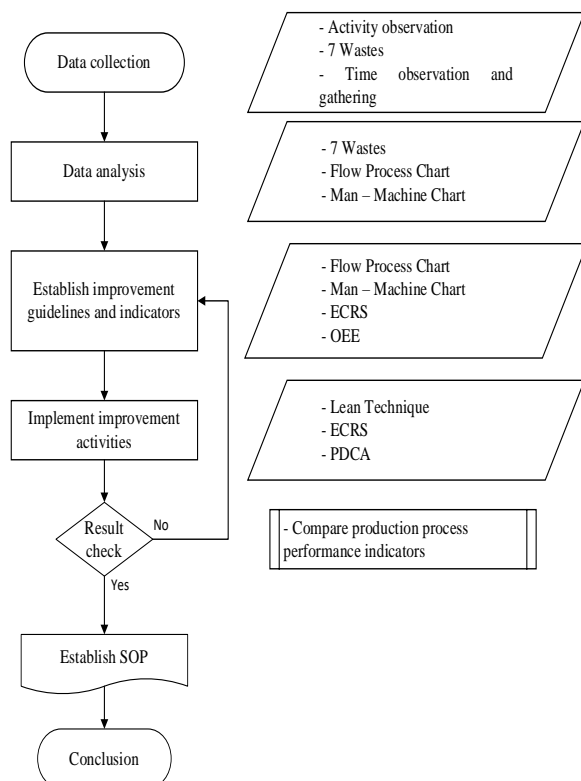 Data collection
- Activity observation
- 7 Wastes
- Time observation and
gathering
Data analysis
- 7 Wastes
- Flow Process Chart
- Man – Machine Chart
Establish improvement
guidelines and indicators
- Flow Process Chart
- Man – Machine Chart
- ECRS
- OEE
Implement improvement
activities
- Lean Technique
- ECRS
- PDCA
Result
check
No
Yes
- Compare production process
performance indicators
Establish SOP
Conclusion